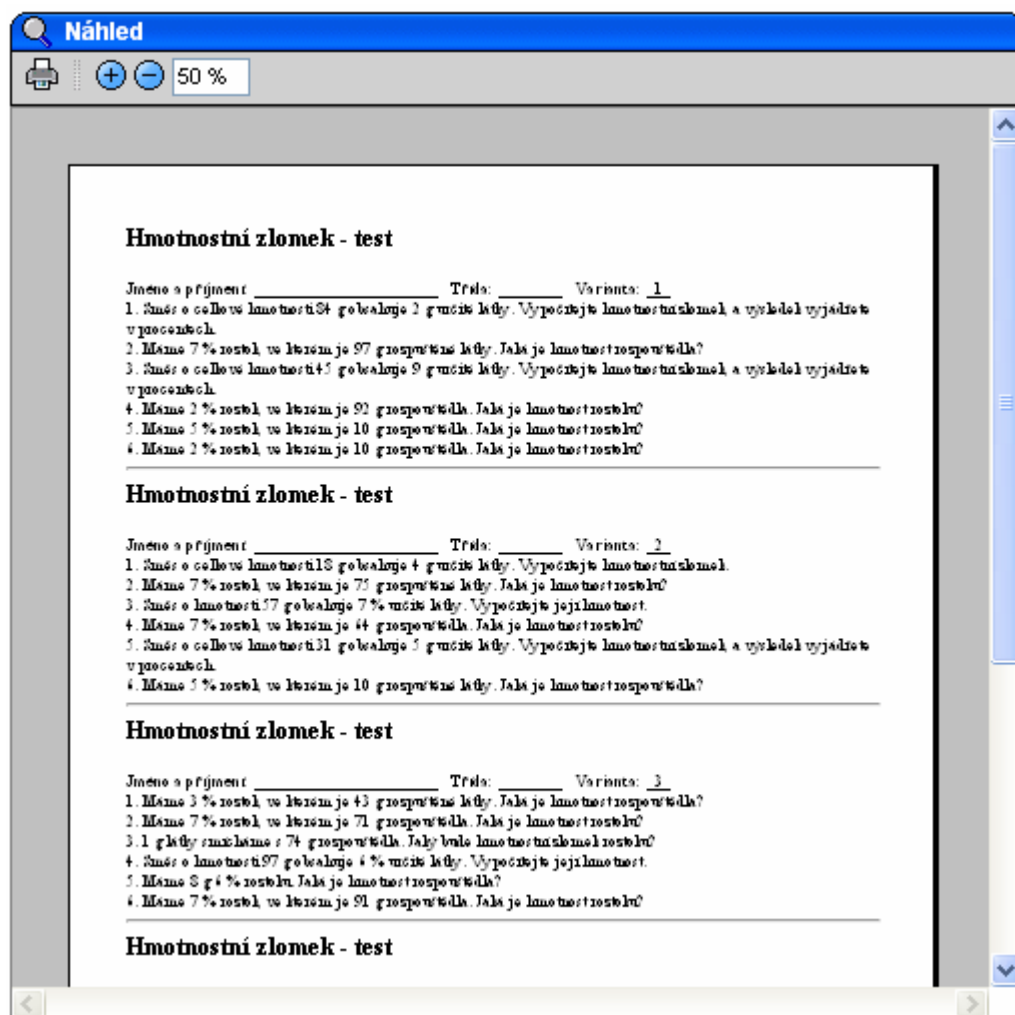 Náhled
50 %
Hmotnostní zlomek - test
Jméno a příjmení ____________ Třída: ______ Varianta: 1
1. Směs o celkové hmotnosti 84 g obsahuje 2 g určité látky. Vypočítejte hmotnostní zlomek, a výsledek vyjádřete
v procentech.
2. Máme 7 % roztok, ve kterém je 97 g rozpuštěné látky. Jaká je hmotnost rozpouštědla?
3. Směs o celkové hmotnosti 45 g obsahuje 9 g určité látky. Vypočítejte hmotnostní zlomek, a výsledek vyjádřete
v procentech.
4. Máme 2 % roztok, ve kterém je 92 g rozpouštědla. Jaká je hmotnost roztoku?
5. Máme 5 % roztok, ve kterém je 10 g rozpouštědla. Jaká je hmotnost roztoku?
6. Máme 2 % roztok, ve kterém je 10 g rozpouštědla. Jaká je hmotnost roztoku?
Hmotnostní zlomek - test
Jméno a příjmení ____________ Třída: ______ Varianta: 2
1. Směs o celkové hmotnosti 18 g obsahuje 4 g určité látky. Vypočítejte hmotnostní zlomek.
2. Máme 7 % roztok, ve kterém je 75 g rozpuštěné látky. Jaká je hmotnost roztoku?
3. Směs o hmotnosti 57 g obsahuje 7 % určité látky. Vypočítejte její hmotnost.
4. Máme 7 % roztok, ve kterém je 64 g rozpouštědla. Jaká je hmotnost roztoku?
5. Směs o celkové hmotnosti 31 g obsahuje 5 g určité látky. Vypočítejte hmotnostní zlomek, a výsledek vyjádřete
v procentech.
6. Máme 5 % roztok, ve kterém je 10 g rozpuštěné látky. Jaká je hmotnost rozpouštědla?
Hmotnostní zlomek - test
Jméno a příjmení ____________ Třída: ______ Varianta: 3
1. Máme 3 % roztok, ve kterém je 43 g rozpuštěné látky. Jaká je hmotnost rozpouštědla?
2. Máme 7 % roztok, ve kterém je 71 g rozpouštědla. Jaká je hmotnost roztoku?
3. 1 g látky smícháme s 74 g rozpouštědla. Jaký bude hmotnostní zlomek roztoku?
4. Směs o hmotnosti 97 g obsahuje 6 % určité látky. Vypočítejte její hmotnost.
5. Máme 8 g 6 % roztoku. Jaká je hmotnost rozpouštědla?
6. Máme 7 % roztok, ve kterém je 91 g rozpouštědla. Jaká je hmotnost roztoku?
Hmotnostní zlomek - test